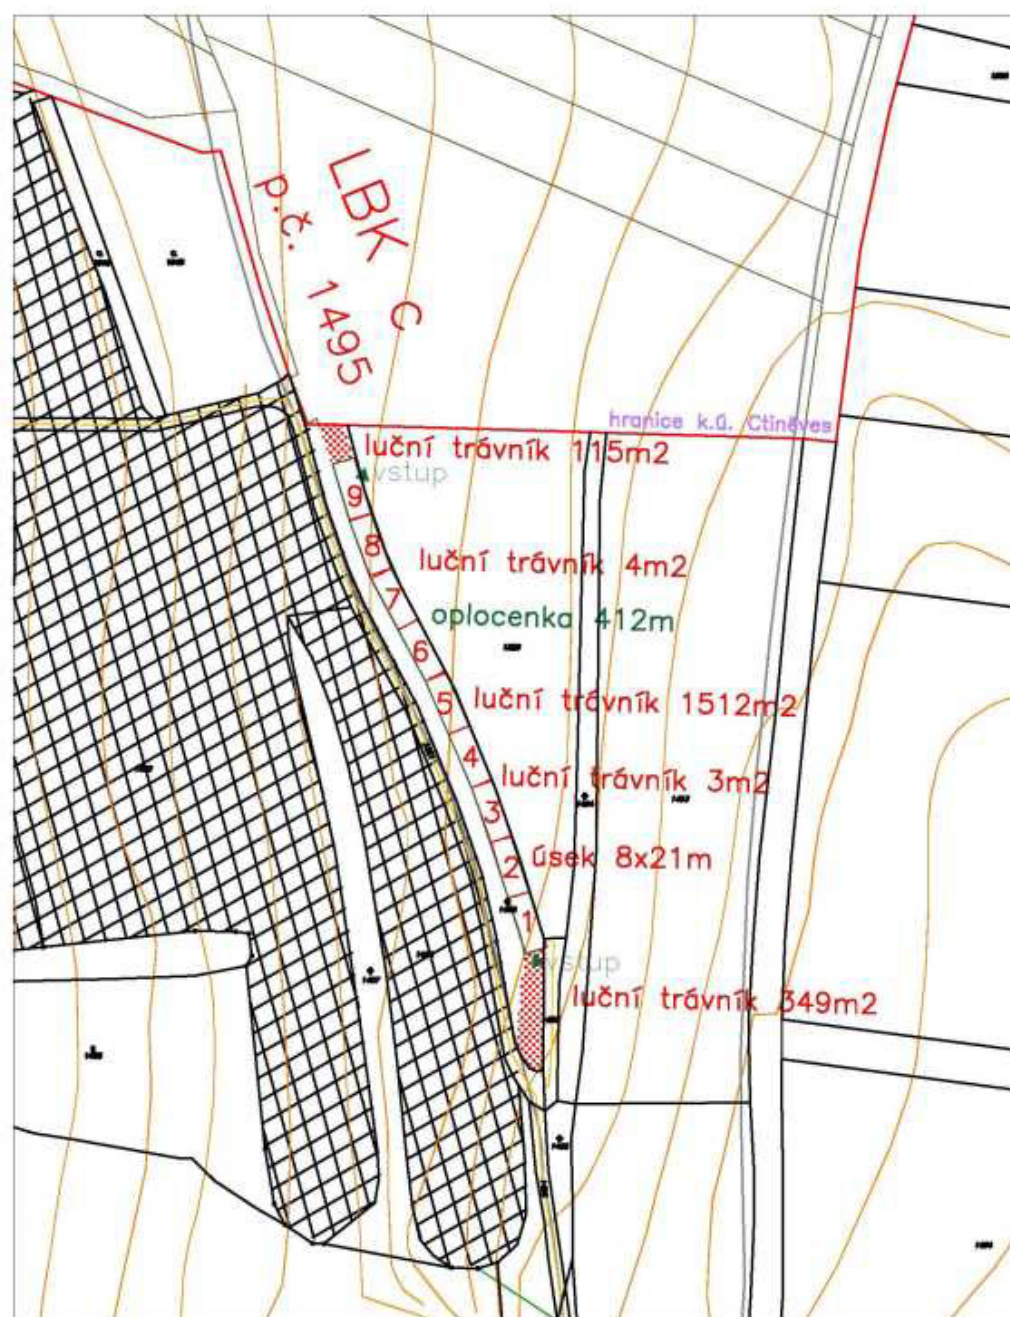 LBK C
p.č. 1495
hranice k.ú. Ctiněves
luční trávník 115m2
vstup
9
8
luční trávník 4m2
7
oplocenka 412m
6
5
luční trávník 1512m2
4
luční trávník 3m2
3
2
úsek 8x21m
1
vstup
luční trávník 349m2